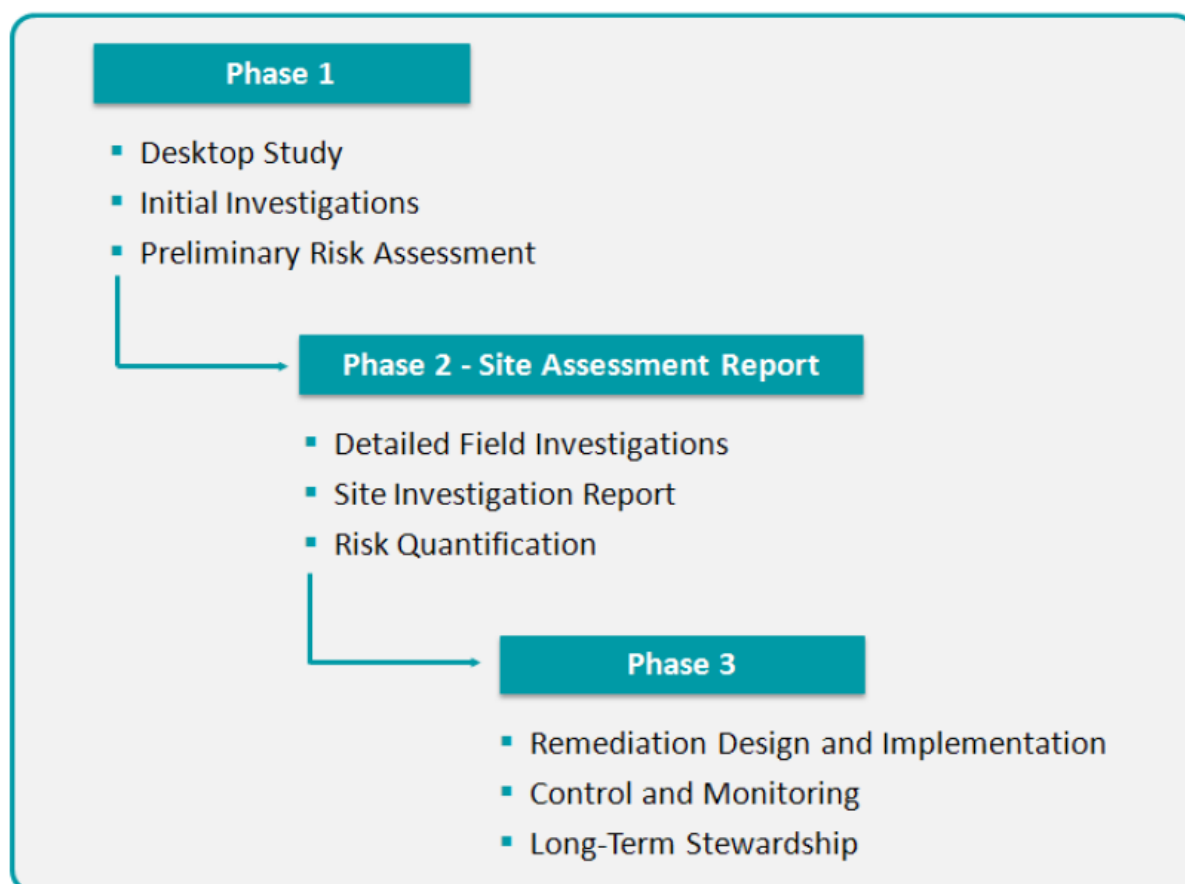 Phase 1
Desktop Study
Initial Investigations
Preliminary Risk Assessment
Phase 2 - Site Assessment Report
Detailed Field Investigations
Site Investigation Report
Risk Quantification
Phase 3
Remediation Design and Implementation
Control and Monitoring
Long-Term Stewardship